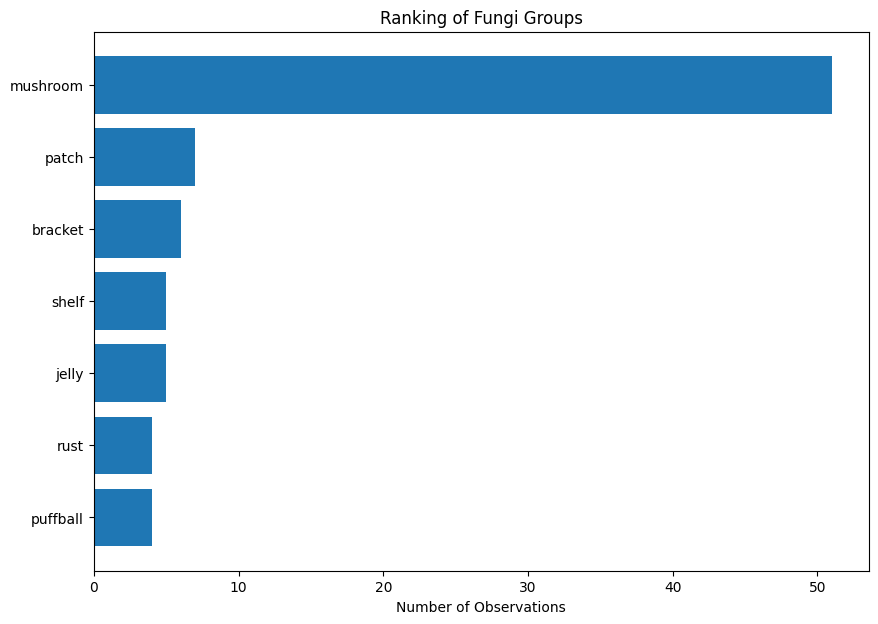 Ranking of Fungi Groups
mushroom
patch
bracket
shelf
jelly
rust
puffball
0 10 20 30 40 50
Number of Observations